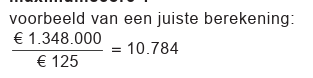 voorbeeld van een juiste berekening:
€ 1.348.000
€ 125
= 10.784